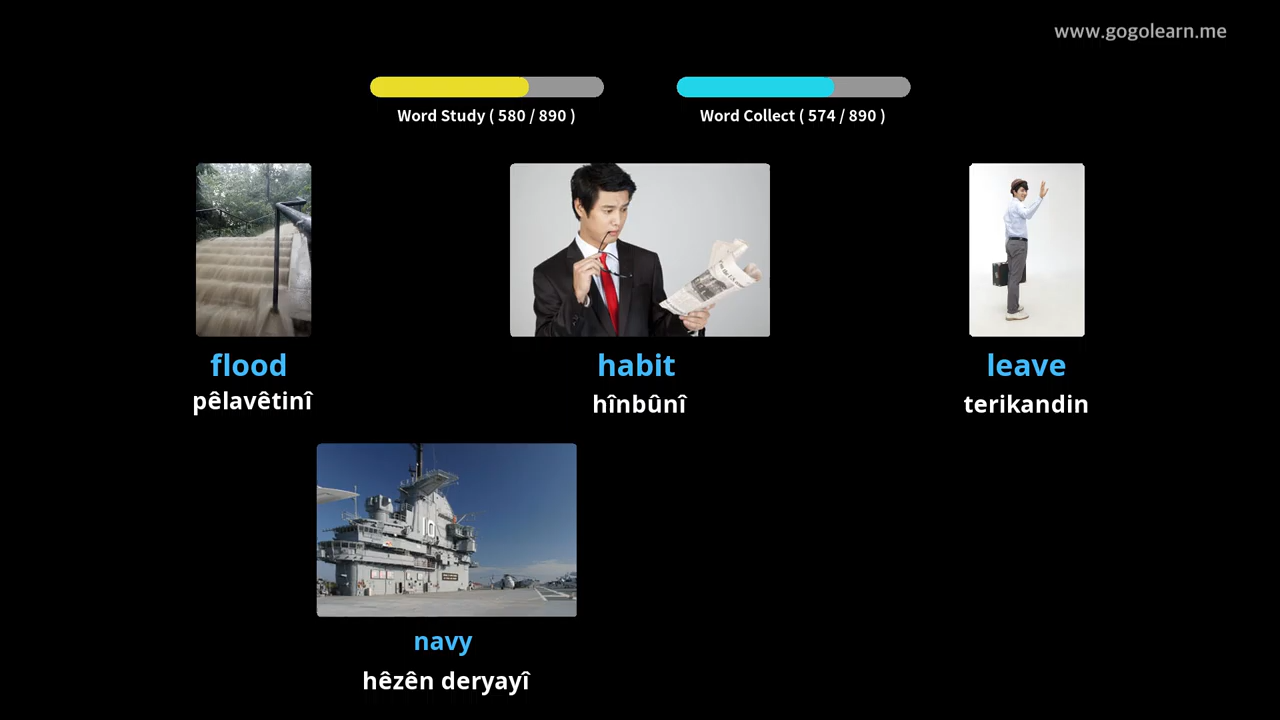 www.gogolearn.me
Word Study ( 580 / 890 )
Word Collect ( 574 / 890 )
flood
pêlavêtinî
habit
hînbûnî
leave
terikandin
10
navy
hêzên deryayî